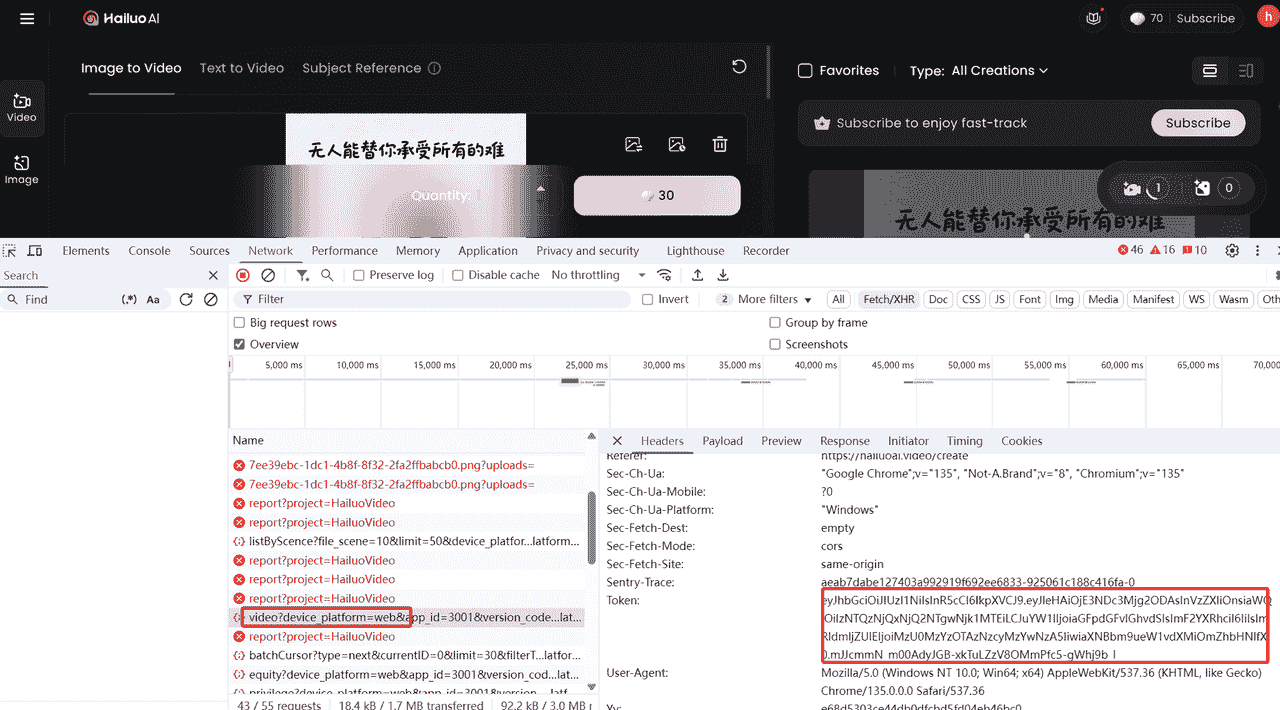 Hailuo AI
70 Subscribe
h
Image to Video Text to Video Subject Reference
Favorites Type: All Creations
Video
Image
无人能替你承受所有的难
Quantity: 1
30
Subscribe to enjoy fast-track Subscribe
1 0
无人能替你承受所有的难
Elements Console Sources Network Performance Memory Application Privacy and security Lighthouse Recorder 46 16 10
Search
Preserve log Disable cache No throttling
Find (.*) Aa
Filter Invert 2 More filters All Fetch/XHR Doc CSS JS Font Img Media Manifest WS Wasm
Big request rows Group by frame
Overview Screenshots
5,000 ms 10,000 ms 15,000 ms 20,000 ms 25,000 ms 30,000 ms 35,000 ms 40,000 ms 45,000 ms 50,000 ms 55,000 ms 60,000 ms 65,000 ms 70,000
Name
7ee39ebc-1dc1-4b8f-8f32-2fa2ffbabcb0.png?uploads=
7ee39ebc-1dc1-4b8f-8f32-2fa2ffbabcb0.png?uploads=
report?project=HailuoVideo
report?project=HailuoVideo
listByScence?file_scene=10&limit=50&device_platfor...latform...
report?project=HailuoVideo
report?project=HailuoVideo
report?project=HailuoVideo
video?device_platform=web&app_id=3001&version_code...lat...
report?project=HailuoVideo
batchCursor?type=next&currentID=0&limit=30&filterT...latfor...
equity?device_platform=web&app_id=3001&version_cod...lat...
privilege?device_platform=web&app_id=3001&version...latf...
43 / 55 requests 18.4 kB / 1.7 MB transferred 92.2 kB / 3.0 MB
Headers Payload Preview Response Initiator Timing Cookies
Referer: https://hailuoai.video/create
Sec-Ch-Ua: "Google Chrome";v="135", "Not-A.Brand";v="8", "Chromium";v="135"
Sec-Ch-Ua-Mobile: ?0
Sec-Ch-Ua-Platform: "Windows"
Sec-Fetch-Dest: empty
Sec-Fetch-Mode: cors
Sec-Fetch-Site: same-origin
Sentry-Trace: aeab7dabe127403a992919f692ee6833-925061c188c416fa-0
Token:
User-Agent: Mozilla/5.0 (Windows NT 10.0; Win64; x64) AppleWebKit/537.36 (KHTML, like Gecko)
Chrome/135.0.0.0 Safari/537.36